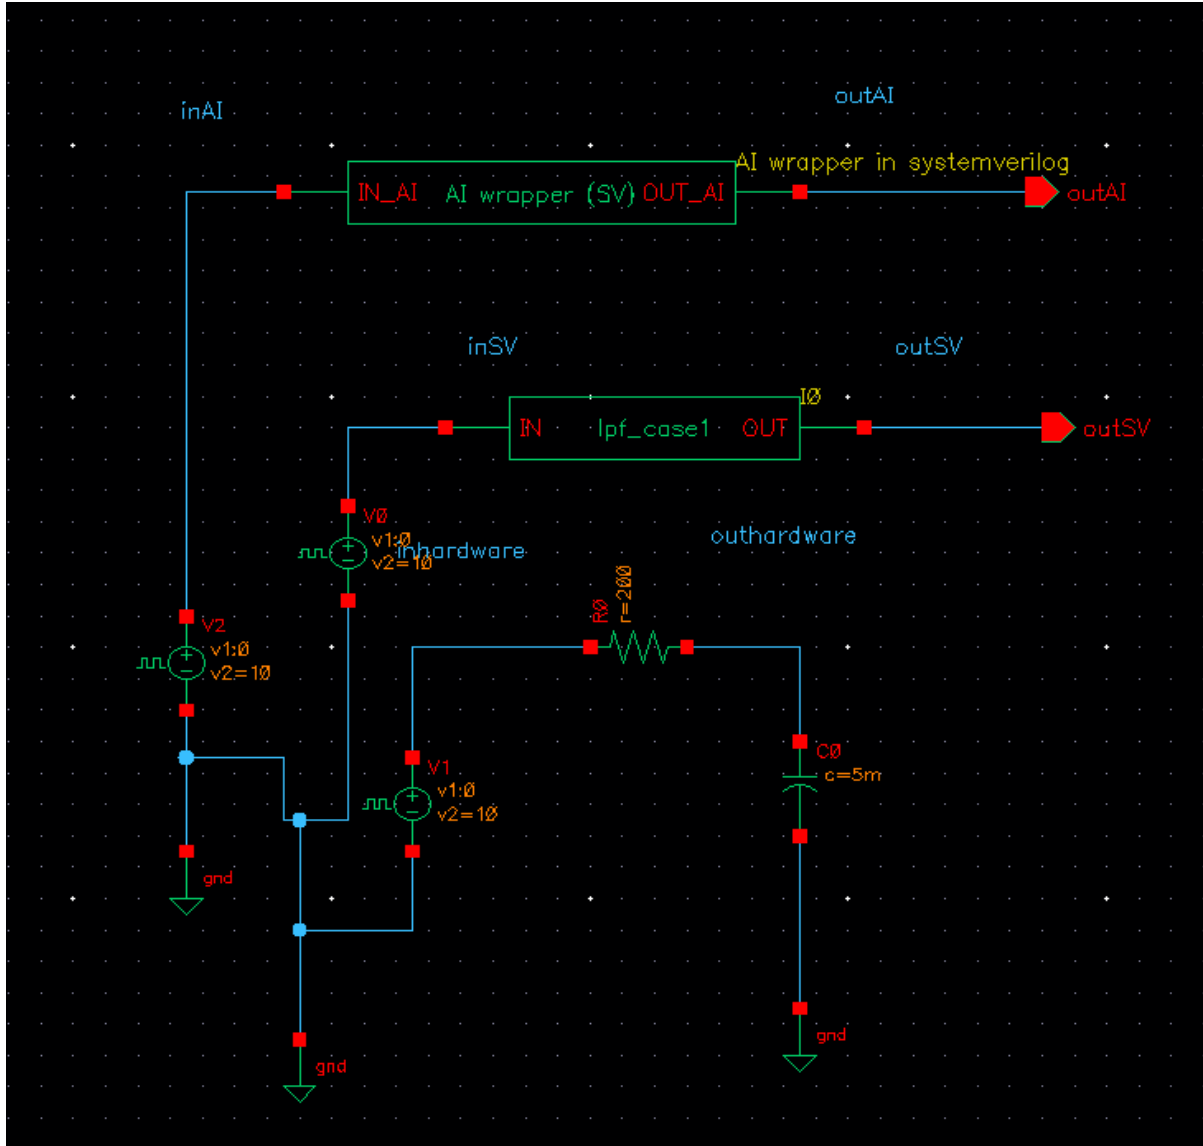 outAI
inAI
AI wrapper in systemverilog
IN_AI AI wrapper (SV) OUT_AI
outAI
inSV
outSV
I0
IN lpf_case1 OUT
outSV
V0
v1:0
v2=10
inhardware
outhardware
R0
r=200
V2
v1:0
v2=10
V1
v1:0
v2=10
C0
c=5m
gnd
gnd
gnd